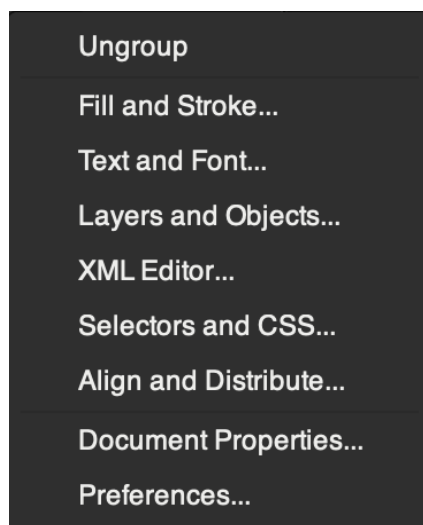 Ungroup
Fill and Stroke...
Text and Font...
Layers and Objects...
XML Editor...
Selectors and CSS...
Align and Distribute...
Document Properties...
Preferences...